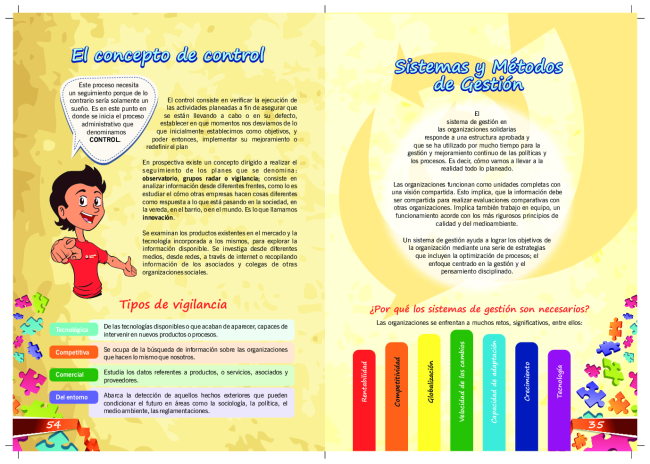 El concepto de control
Este proceso necesita
un seguimiento porque de lo
contrario sería solamente un
sueño. Es en este punto en
donde se inicia el proceso
administrativo que
denominamos
CONTROL.
El control consiste en verificar la ejecución de
las actividades planeadas a fin de asegurar que
se están llevando a cabo o en su defecto,
establecer en que momentos nos desviamos de lo
que inicialmente establecimos como objetivos, y
poder entonces, implementar su mejoramiento o
redefinir el plan
En prospectiva existe un concepto dirigido a realizar el
seguimiento de los planes que se denomina:
observatorio, grupos radar o vigilancia, consiste en
analizar información desde diferentes frentes, como lo es
estudiar el cómo otras empresas hacen cosas diferentes
como respuesta a lo que está pasando en la sociedad, en
la vereda, en el barrio, o en el mundo. Es lo que llamamos
innovación.
Se examinan los productos existentes en el mercado y la
tecnología incorporada a los mismos, para explorar la
información disponible. Se investiga desde diferentes
medios, desde redes, a través de internet o recopilando
información de los asociados y colegas de otras
organizaciones sociales.
Tipos de vigilancia
Tecnológica
De las tecnologías disponibles o que acaban de aparecer, capaces de
intervenir en nuevos productos o procesos.
Competitiva
Se ocupa de la búsqueda de información sobre las organizaciones
que hacen lo mismo que nosotros.
Comercial
Estudia los datos referentes a productos, o servicios, asociados y
proveedores.
Del entorno
Abarca la detección de aquellos hechos exteriores que pueden
condicionar el futuro en áreas como la sociología, la política, el
medio ambiente, las reglamentaciones.
54
Sistemas y Métodos
de Gestión
El
sistema de gestión en
las organizaciones solidarias
responde a una estructura aprobada y
que se ha utilizado por mucho tiempo para la
gestión y mejoramiento continuo de las políticas y
los procesos. Es decir, cómo vamos a llevar a la
realidad todo lo planeado.
Las organizaciones funcionan como unidades completas con
una visión compartida. Esto implica, que la información debe
ser compartida para realizar evaluaciones comparativas con
otras organizaciones. Implica también trabajo en equipo, un
funcionamiento acorde con los más rigurosos principios de
calidad y del medioambiente.
Un sistema de gestión ayuda a lograr los objetivos de
la organización mediante una serie de estrategias
que incluyen la optimización de procesos; el
enfoque centrado en la gestión y el
pensamiento disciplinado.
¿Por qué los sistemas de gestión son necesarios?
Las organizaciones se enfrentan a muchos retos, significativos, entre ellos:
Rentabilidad
Competitividad
Globalización
Velocidad de los cambios
Capacidad de adaptación
Crecimiento
Tecnología
35